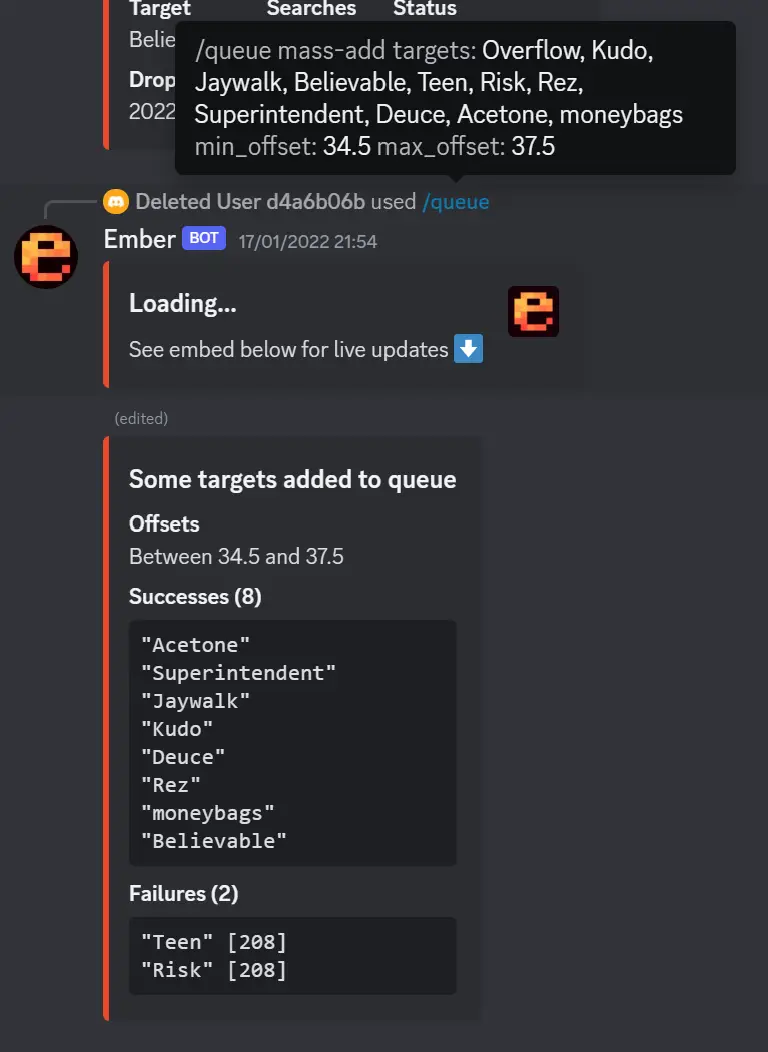 Target Searches Status
Belie
Drop
2022
/queue mass-add targets: Overflow, Kudo,
Jaywalk, Believable, Teen, Risk, Rez,
Superintendent, Deuce, Acetone, moneybags
min_offset: 34.5 max_offset: 37.5
Deleted User d4a6b06b used /queue
Ember BOT 17/01/2022 21:54
Loading...
See embed below for live updates
(edited)
Some targets added to queue
Offsets
Between 34.5 and 37.5
Successes (8)
"Acetone"
"Superintendent"
"Jaywalk"
"Kudo"
"Deuce"
"Rez"
"moneybags"
"Believable"
Failures (2)
"Teen" [208]
"Risk" [208]